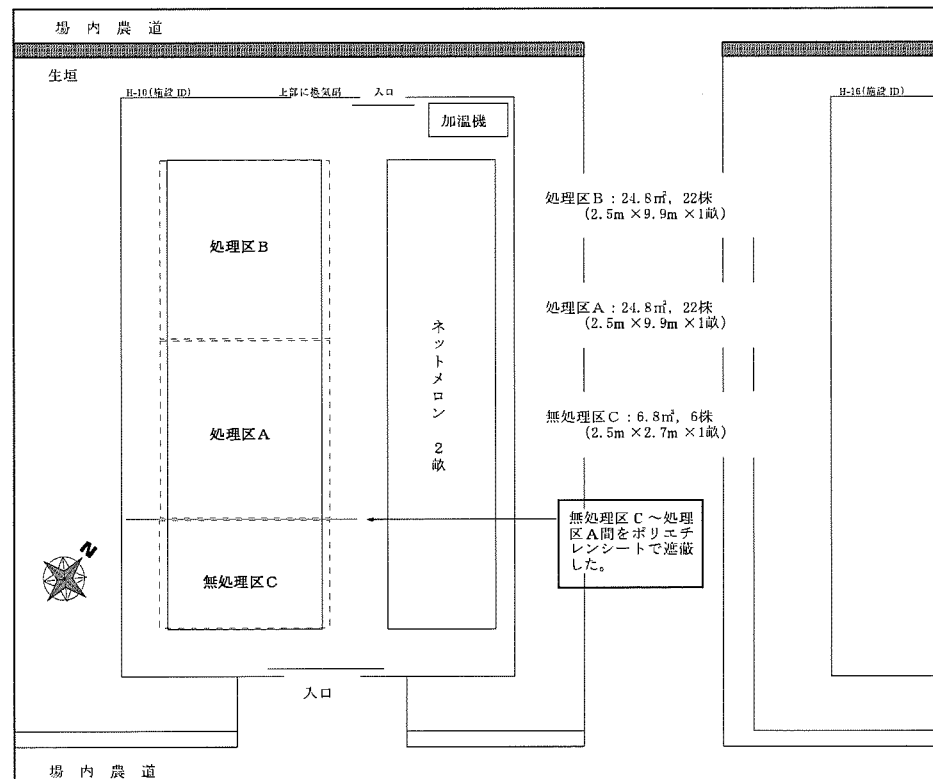 場 内 農 道
生垣
H-10(施設 ID)
上部に換気扇
入口
H-16(施設 ID)
加温機
処理区B : 24.8㎡, 22株
(2.5m ×9.9m ×1畝)
処理区B
処理区A : 24.8㎡, 22株
(2.5m ×9.9m ×1畝)
ネットメロン 2畝
処理区A
無処理区C : 6.8㎡, 6株
(2.5m ×2.7m ×1畝)
無処理区C～処理
区A間をポリエチ
レンシートで遮蔽
した。
N
無処理区C
入口
場 内 農 道